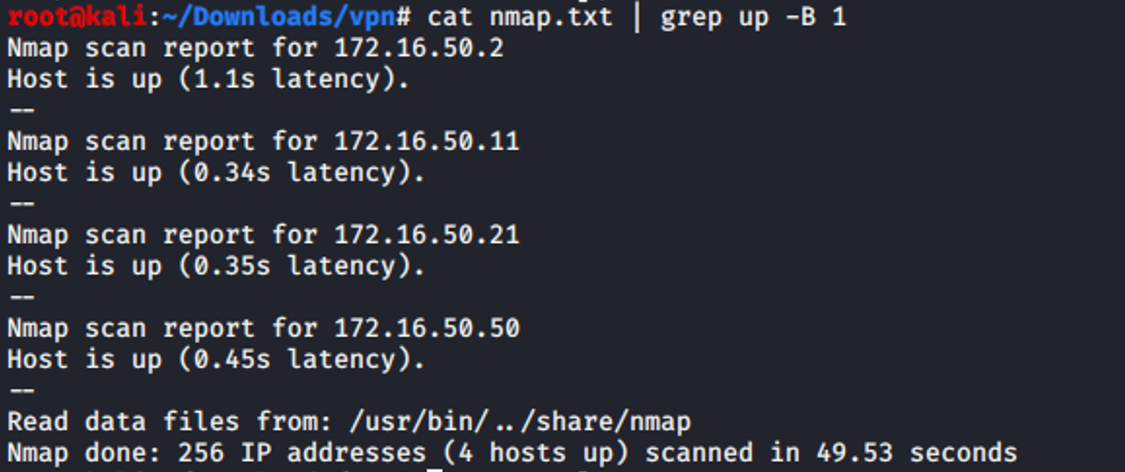 root@kali:~/Downloads/vpn# cat nmap.txt | grep up -B 1
Nmap scan report for 172.16.50.2
Host is up (1.1s latency).
--
Nmap scan report for 172.16.50.11
Host is up (0.34s latency).
--
Nmap scan report for 172.16.50.21
Host is up (0.35s latency).
--
Nmap scan report for 172.16.50.50
Host is up (0.45s latency).
--
Read data files from: /usr/bin/../share/nmap
Nmap done: 256 IP addresses (4 hosts up) scanned in 49.53 seconds